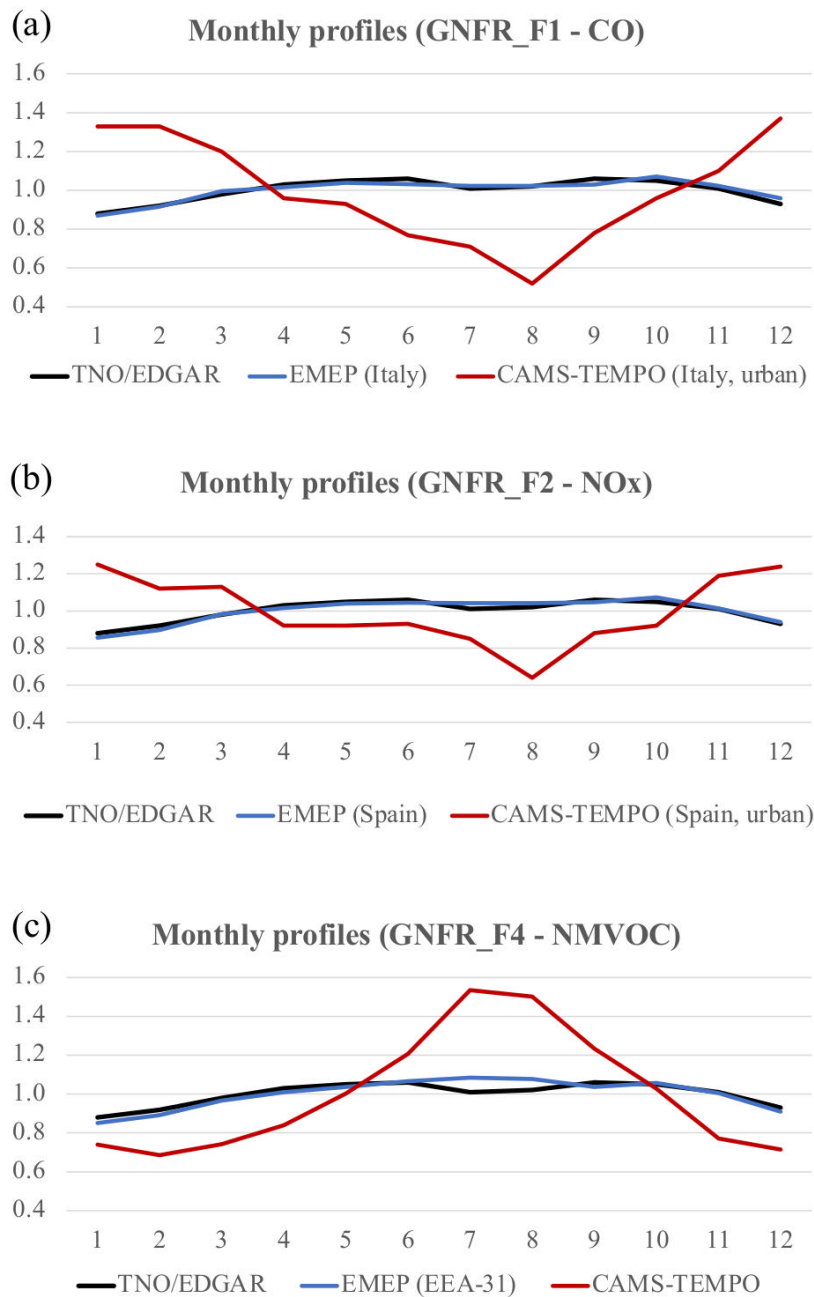 (a)
Monthly profiles (GNFR_F1 - CO)
1.6
1.4
1.2
1.0
0.8
0.6
0.4
1 2 3 4 5 6 7 8 9 10 11 12
TNO/EDGAR EMEP (Italy) CAMS-TEMPO (Italy, urban)
(b)
Monthly profiles (GNFR_F2 - NOx)
1.4
1.2
1.0
0.8
0.6
0.4
1 2 3 4 5 6 7 8 9 10 11 12
TNO/EDGAR EMEP (Spain) CAMS-TEMPO (Spain, urban)
(c)
Monthly profiles (GNFR_F4 - NMVOC)
1.6
1.4
1.2
1.0
0.8
0.6
0.4
1 2 3 4 5 6 7 8 9 10 11 12
TNO/EDGAR EMEP (EEA-31) CAMS-TEMPO